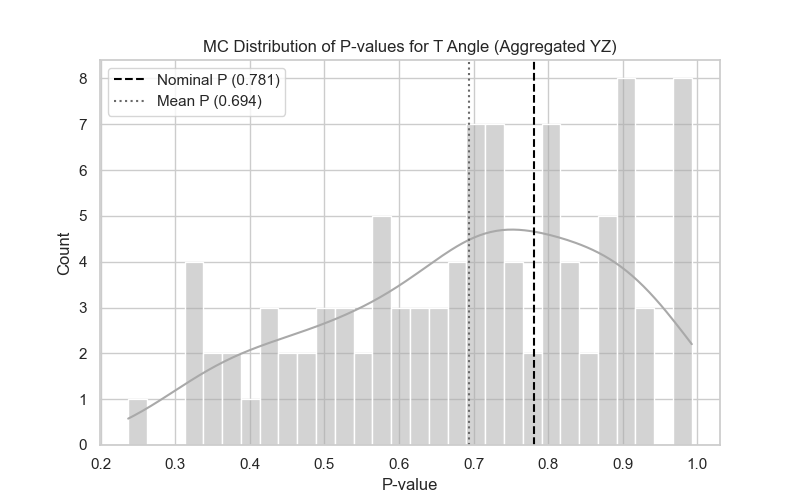 MC Distribution of P-values for T Angle (Aggregated YZ)
Nominal P (0.781)
Mean P (0.694)
8
7
6
5
4
3
2
1
0
Count
0.2 0.3 0.4 0.5 0.6 0.7 0.8 0.9 1.0
P-value